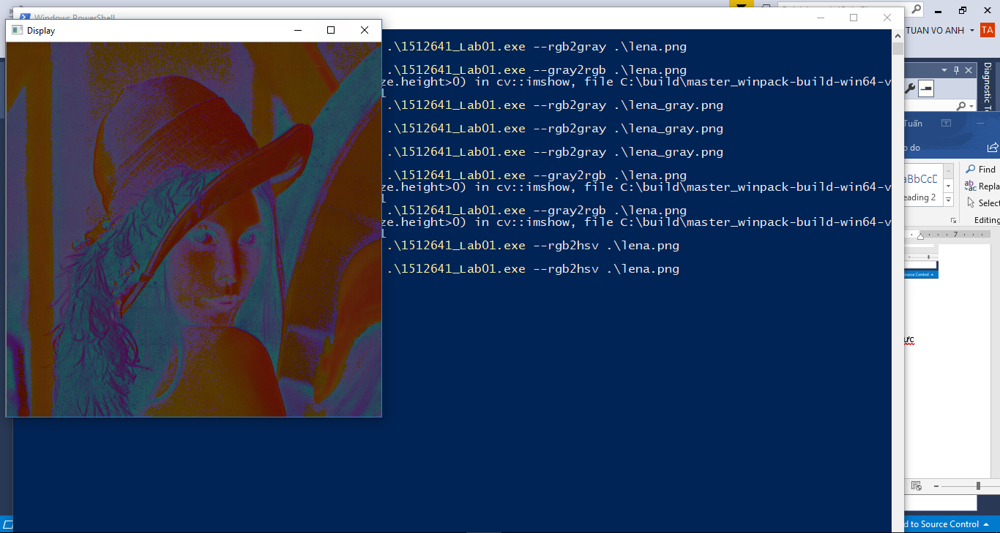 Windows PowerShell
Display
TUAN VO ANH
TA
.\1512641_Lab01.exe --rgb2gray .\lena.png
.\1512641_Lab01.exe --gray2rgb .\lena.png
ze.height>0) in cv::imshow, file C:\build\master_winpack-build-win64-v
1
.\1512641_Lab01.exe --rgb2gray .\lena_gray.png
.\1512641_Lab01.exe --rgb2gray .\lena_gray.png
.\1512641_Lab01.exe --rgb2gray .\lena_gray.png
.\1512641_Lab01.exe --gray2rgb .\lena.png
ze.height>0) in cv::imshow, file C:\build\master_winpack-build-win64-v
1
.\1512641_Lab01.exe --gray2rgb .\lena.png
ze.height>0) in cv::imshow, file C:\build\master_winpack-build-win64-v
1
.\1512641_Lab01.exe --rgb2hsv .\lena.png
.\1512641_Lab01.exe --rgb2hsv .\lena.png
Diagnostic T
Tuấn
o do
aBbCcD
eading 2
Find
Repla
Select
Editing
7
ource Control
ực
d to Source Control